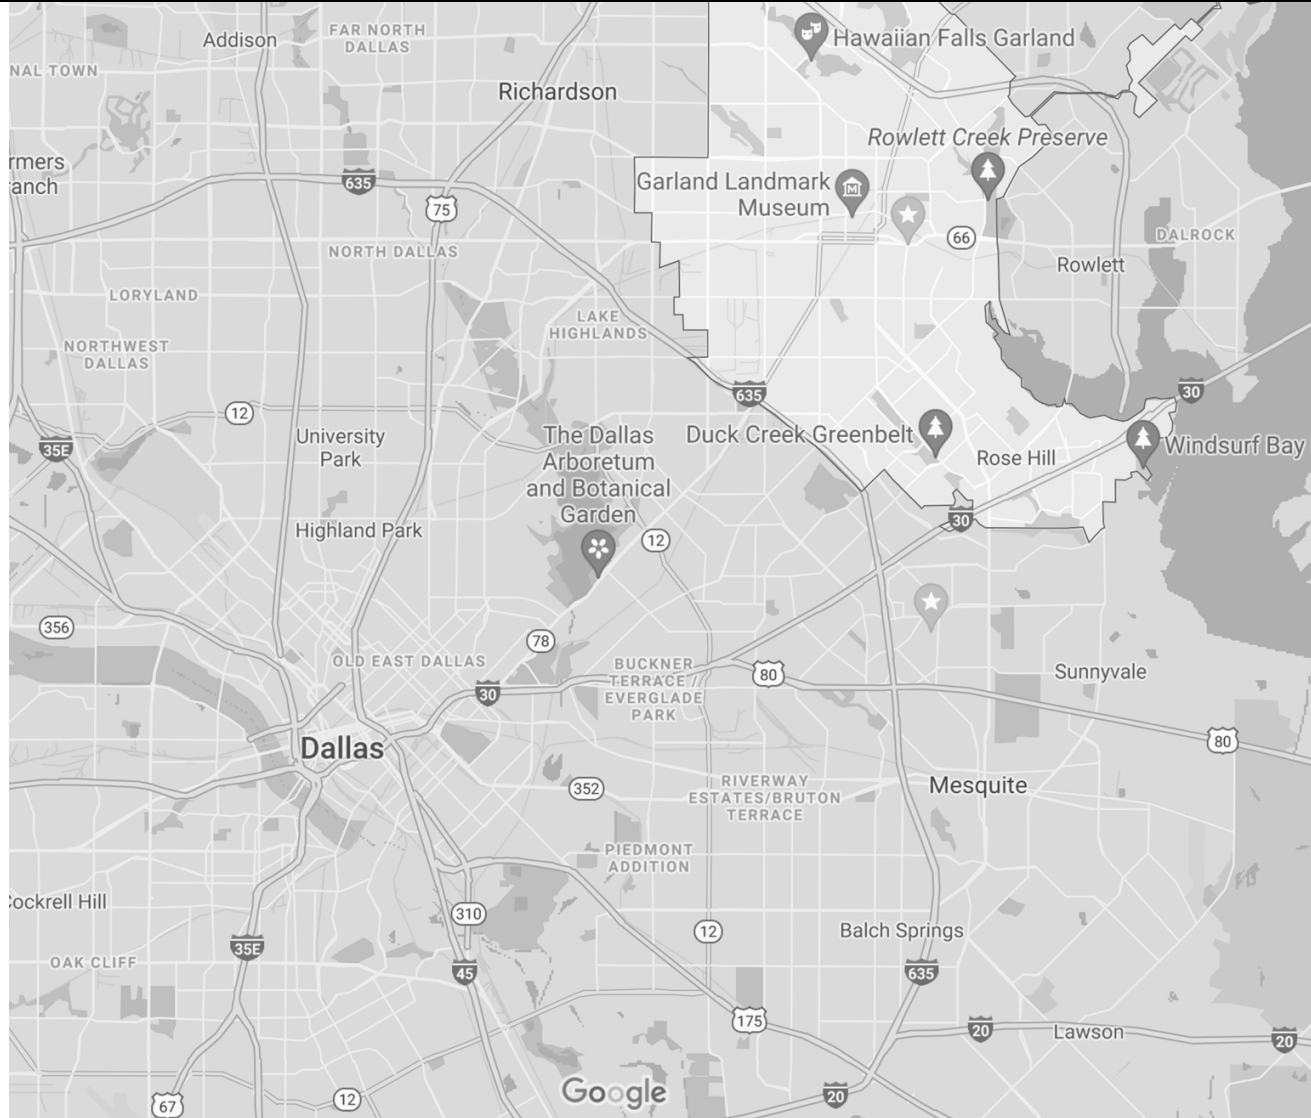 Addison
FAR NORTH
DALLAS
Hawaiian Falls Garland
NAL TOWN
Richardson
Rowlett Creek Preserve
rmers
ranch
635
Garland Landmark
Museum
75
66
NORTH DALLAS
DALROCK
Rowlett
LORYLAND
LAKE
HIGHLANDS
NORTHWEST
DALLAS
635
30
12
University
Park
The Dallas
Arboretum
and Botanical
Garden
Duck Creek Greenbelt
35E
Rose Hill
Windsurf Bay
Highland Park
30
12
356
78
OLD EAST DALLAS
BUCKNER
TERRACE /
EVERGLADE
PARK
80
Sunnyvale
30
Dallas
80
352
RIVERWAY
ESTATES/BRUTON
TERRACE
Mesquite
PIEDMONT
ADDITION
Cockrell Hill
310
12
Balch Springs
35E
OAK CLIFF
45
635
175
20
Lawson
20
Google
67
12
20